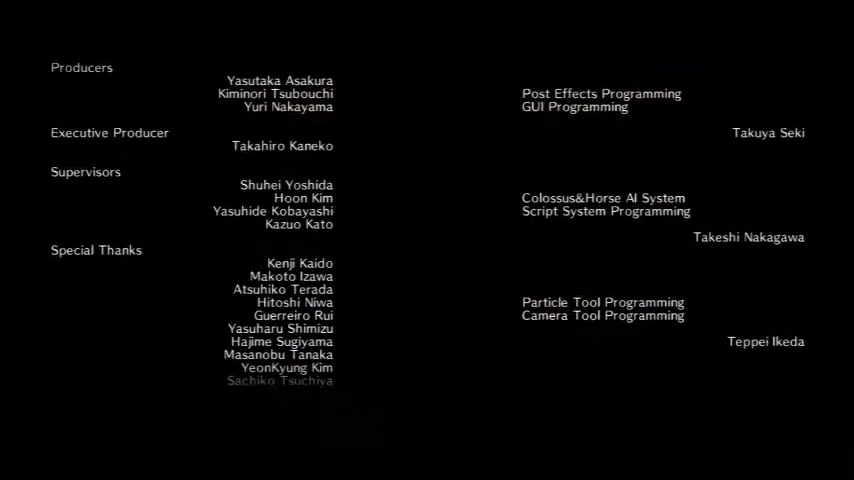 Producers
Yasutaka Asakura
Kiminori Tsubouchi
Yuri Nakayama
Executive Producer
Takahiro Kaneko
Supervisors
Shuhei Yoshida
Hoon Kim
Yasuhide Kobayashi
Kazuo Kato
Special Thanks
Kenji Kaido
Makoto Izawa
Atsuhiko Terada
Hitoshi Niwa
Guerreiro Rui
Yasuharu Shimizu
Hajime Sugiyama
Masanobu Tanaka
YeonKyung Kim
Sachiko Tsuchiya
Post Effects Programming
GUI Programming
Takuya Seki
Colossus&Horse AI System
Script System Programming
Takeshi Nakagawa
Particle Tool Programming
Camera Tool Programming
Teppei Ikeda